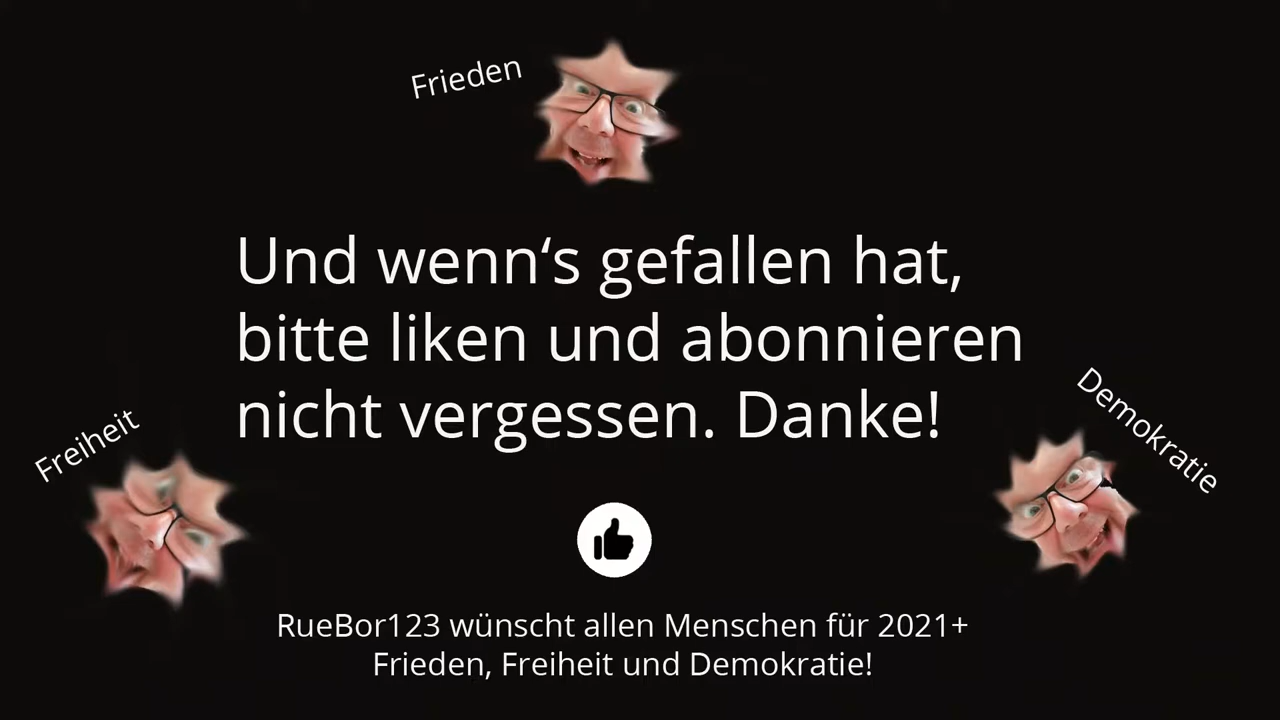 Frieden
Und wenn‘s gefallen hat,
bitte liken und abonnieren
nicht vergessen. Danke!
Freiheit
Demokratie
RueBor123 wünscht allen Menschen für 2021+
Frieden, Freiheit und Demokratie!